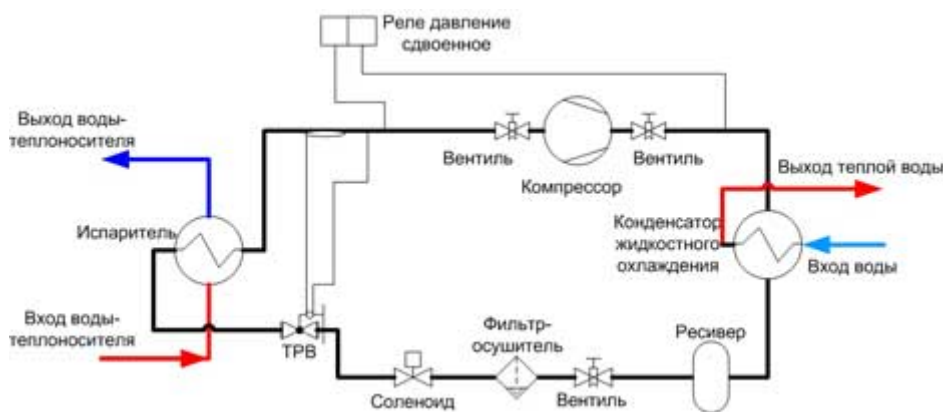 Реле давление
сдвоенное
Выход воды-
теплоносителя
Вентиль
Вентиль
Компрессор
Выход теплой воды
Испаритель
Конденсатор
жидкостного
охлаждения
Вход воды
Вход воды-
теплоносителя
ТРВ
Фильтр-
осушитель
Ресивер
Соленоид
Вентиль